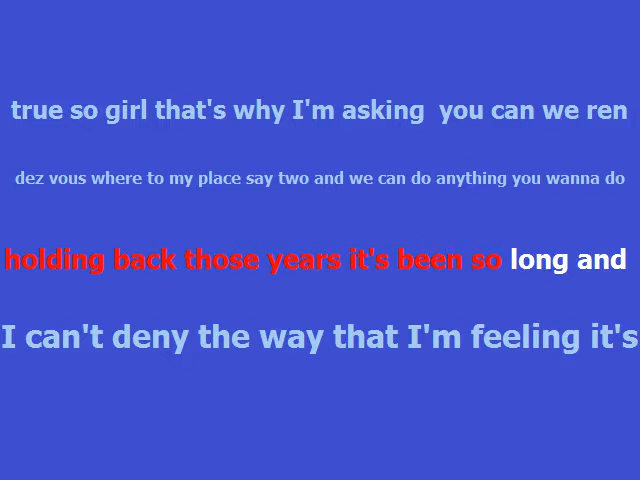 true so girl that's why I'm asking  you can we ren
dez vous where to my place say two and we can do anything you wanna do
holding back those years it's been so long and
I can't deny the way that I'm feeling it's